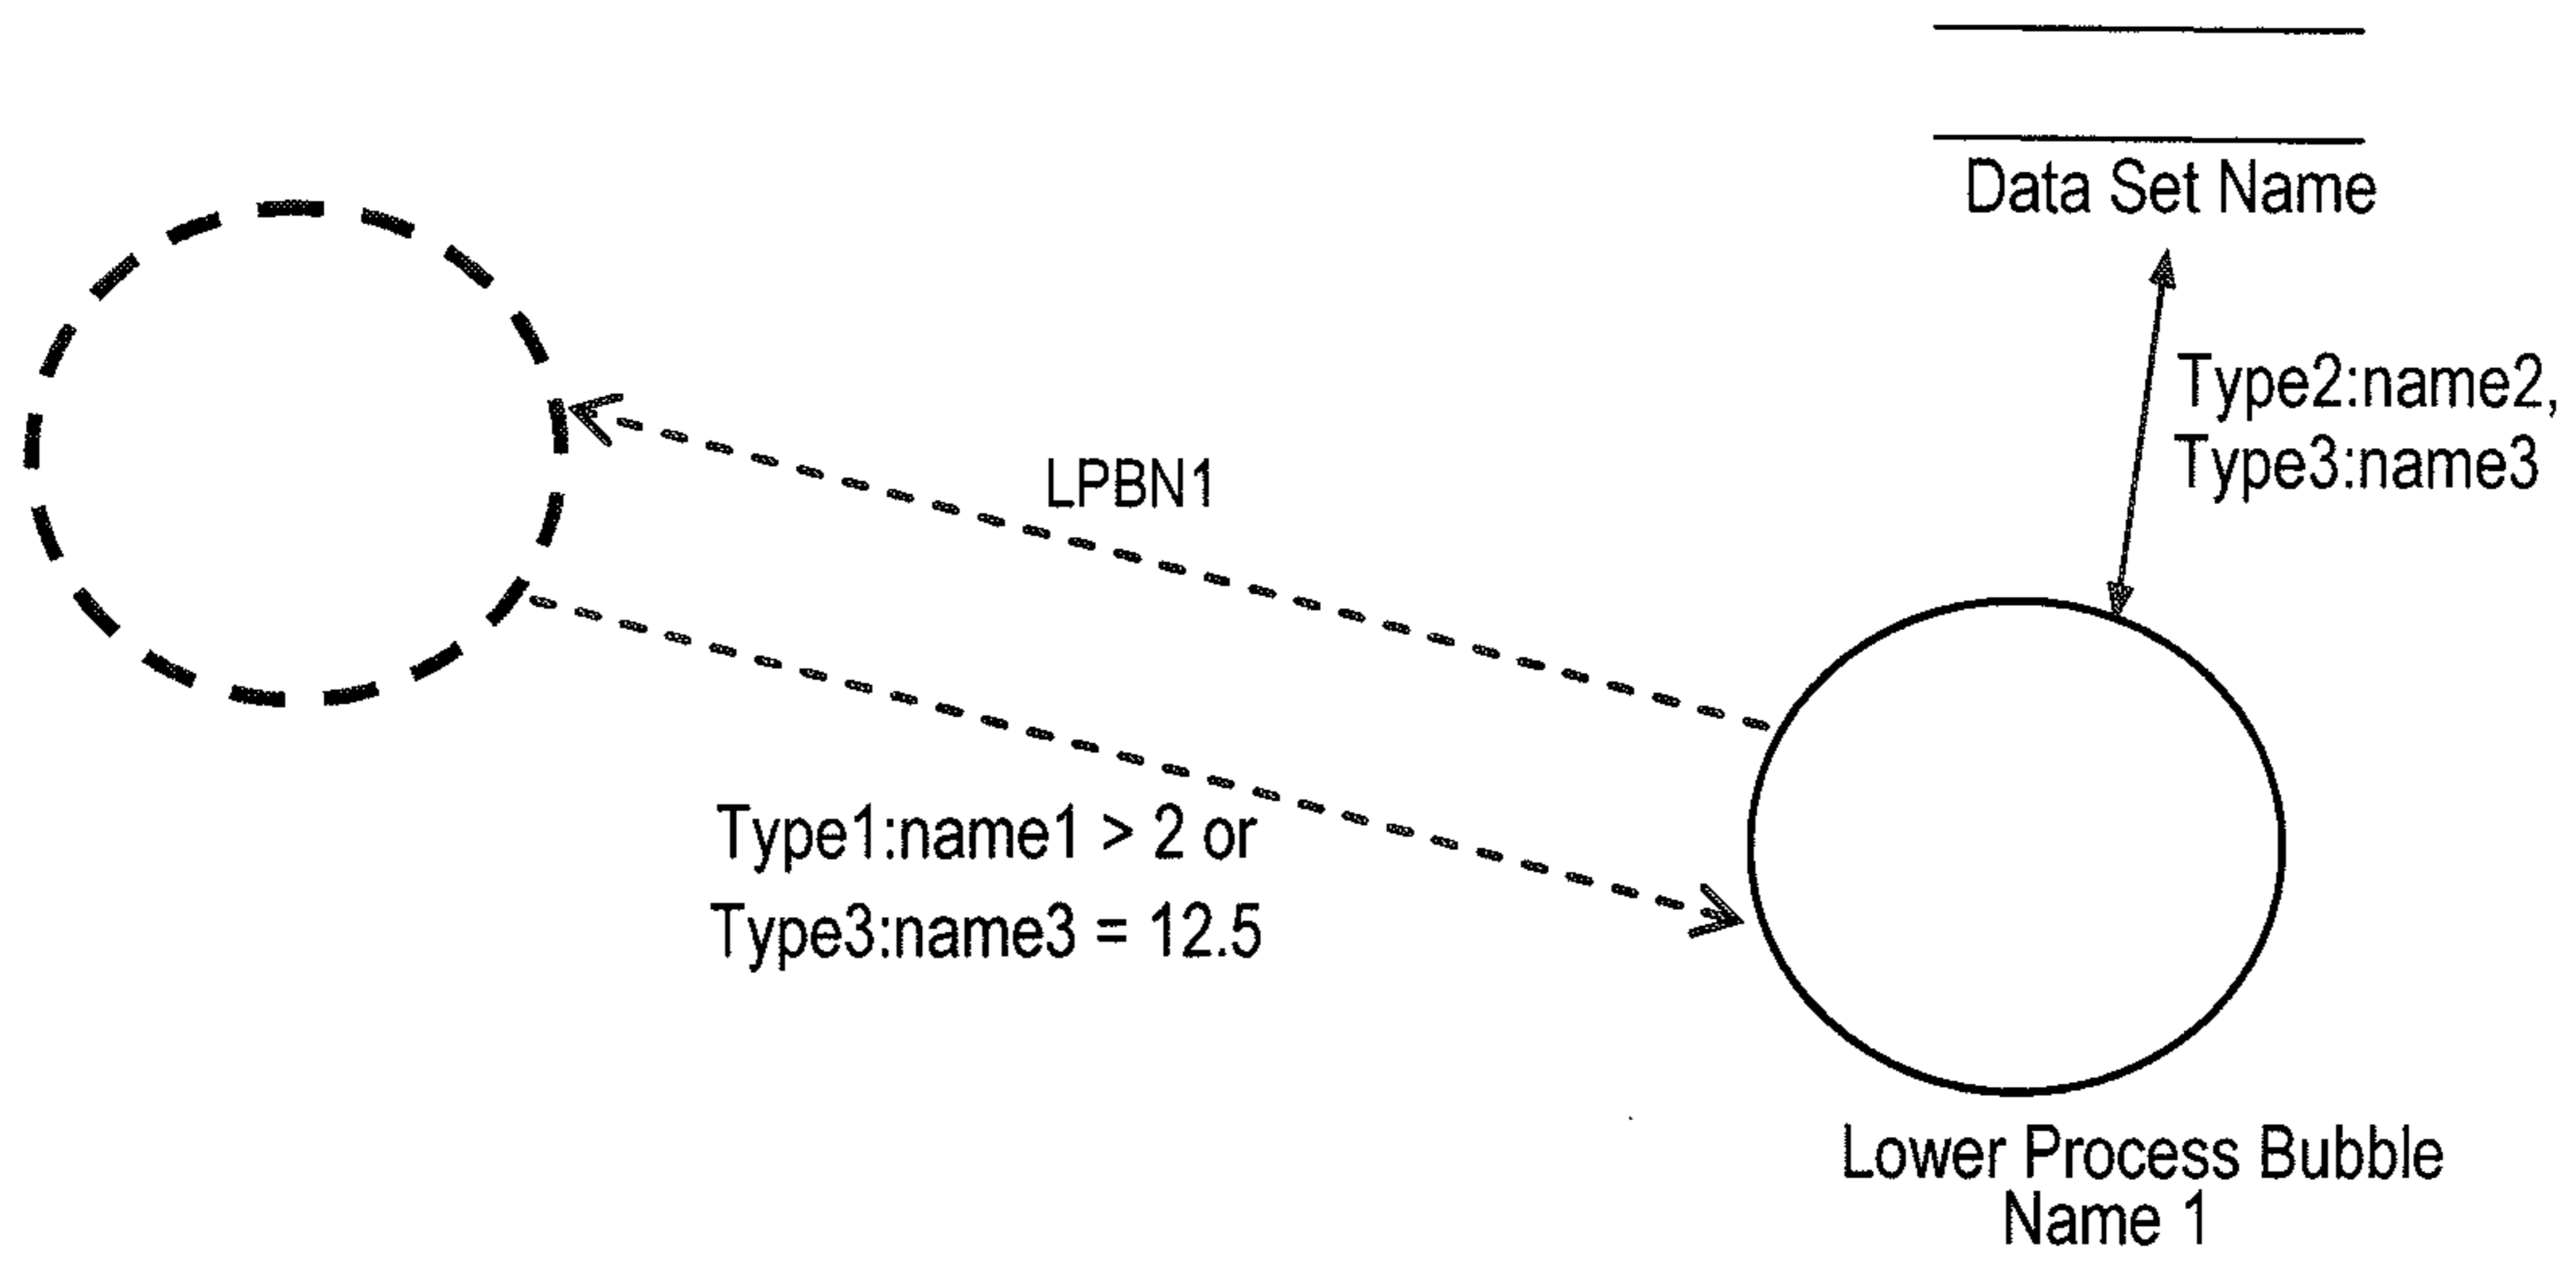 Data Set Name
Type2:name2,
Type3:name3
LPBN1
Type1:name1 > 2 or
Type3:name3 = 12.5
Lower Process Bubble
Name 1